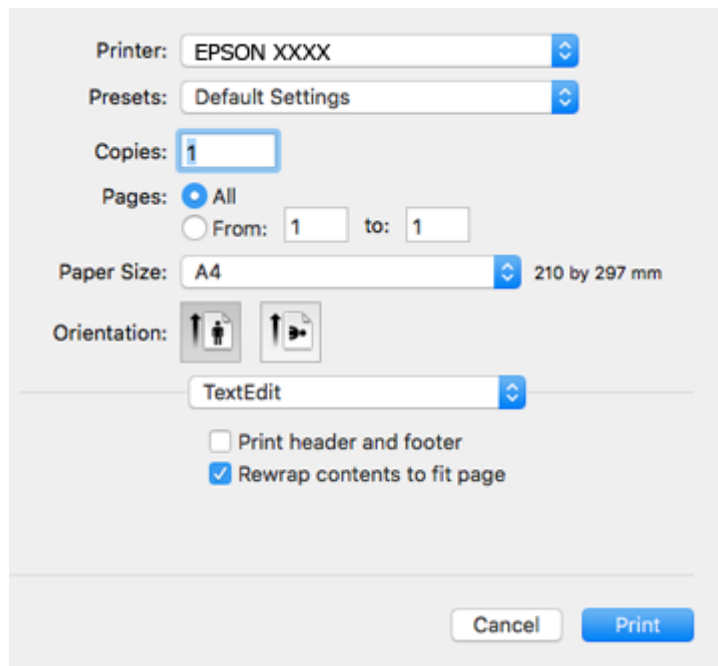 Printer: EPSON XXXX
Presets: Default Settings
Copies: 1
Pages: All
From: 1 to: 1
Paper Size: A4 210 by 297 mm
Orientation:
TextEdit
Print header and footer
Rewrap contents to fit page
Cancel Print